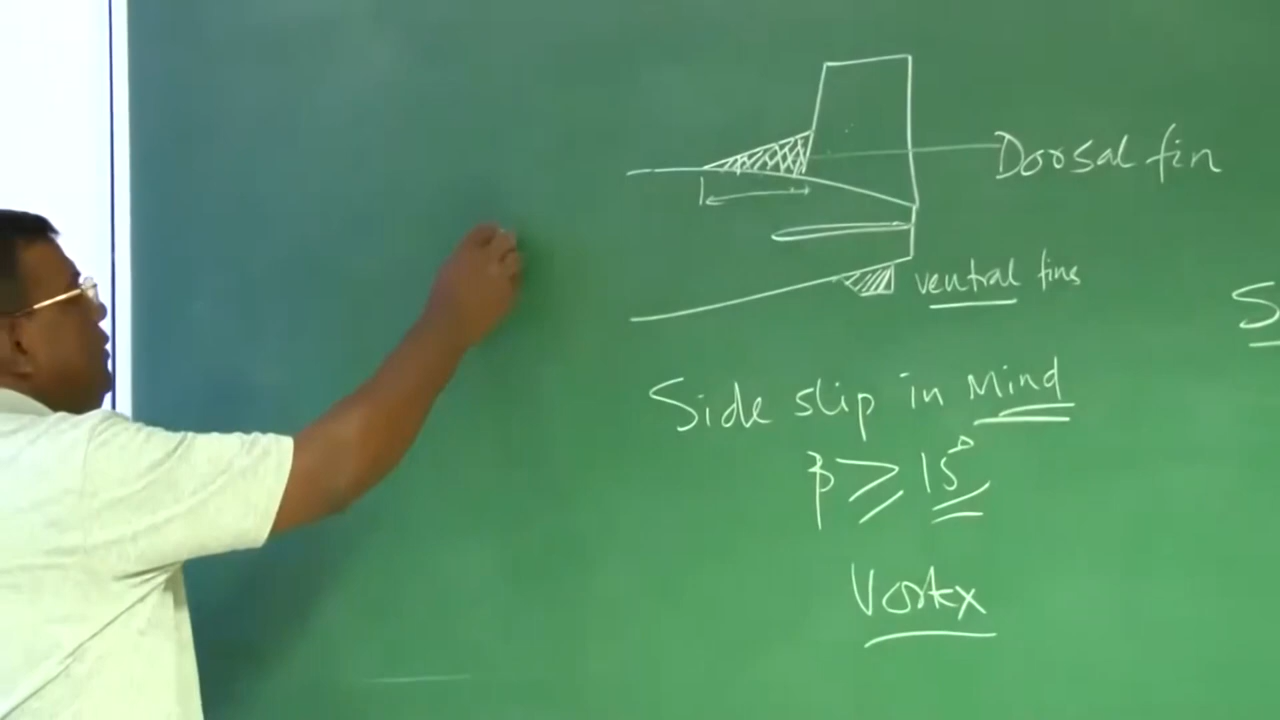 Dorsal fin
ventral fins
S
Side slip in Mind
β ≥ 15°
Vortex